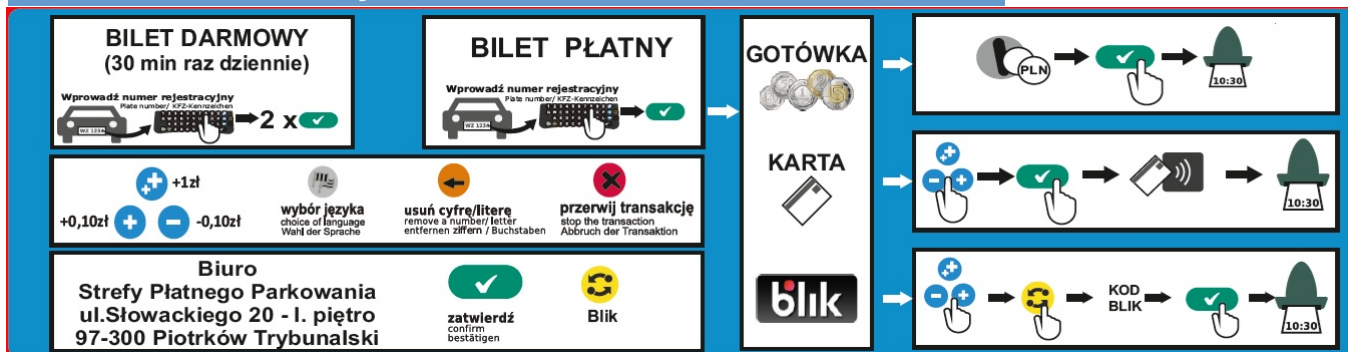 BILET DARMOWY
(30 min raz dziennie)
Wprowadź numer rejestracyjny
Plate number/ KFZ-Kennzeichen
WZ 1234
2 x
BILET PŁATNY
Wprowadź numer rejestracyjny
Plate number/ KFZ-Kennzeichen
WZ 1234
+1zł
+0,10zł
-0,10zł
wybór języka
choice of language
Wahl der Sprache
usuń cyfrę/literę
remove a number/ letter
entfernen ziffern / Buchstaben
przerwij transakcję
stop the transaction
Abbruch der Transaktion
Biuro
Strefy Płatnego Parkowania
ul.Słowackiego 20 - I. piętro
97-300 Piotrków Trybunalski
zatwierdź
confirm
bestätigen
Blik
GOTÓWKA
KARTA
blik
PLN
10:30
10:30
KOD
BLIK
10:30